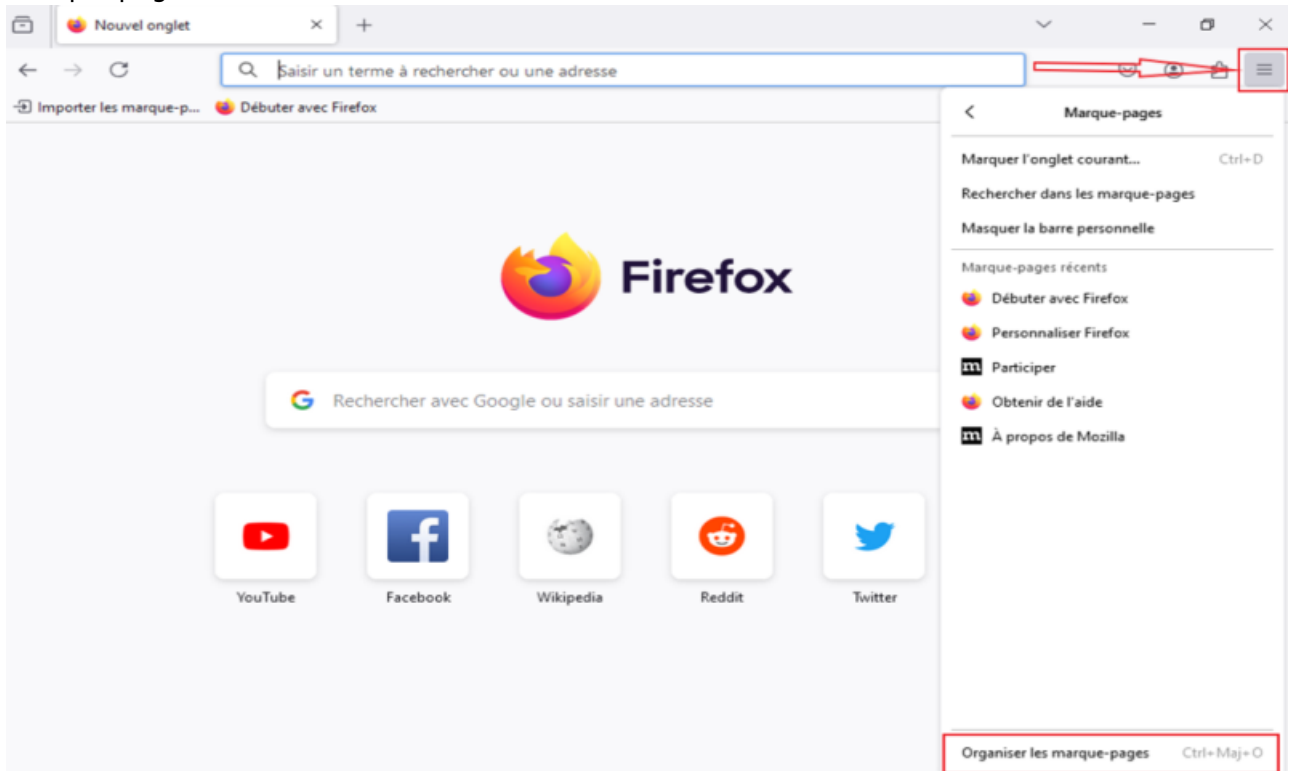 Nouvel onglet
Saisir un terme à rechercher ou une adresse
Importer les marque-p... Débuter avec Firefox
Marque-pages
Marquer l'onglet courant... Ctrl+D
Rechercher dans les marque-pages
Masquer la barre personnelle
Marque-pages récents
Débuter avec Firefox
Personnaliser Firefox
m Participer
Obtenir de l'aide
m À propos de Mozilla
Firefox
G Rechercher avec Google ou saisir une adresse
f
YouTube Facebook Wikipedia Reddit Twitter
Organiser les marque-pages Ctrl+Maj+O